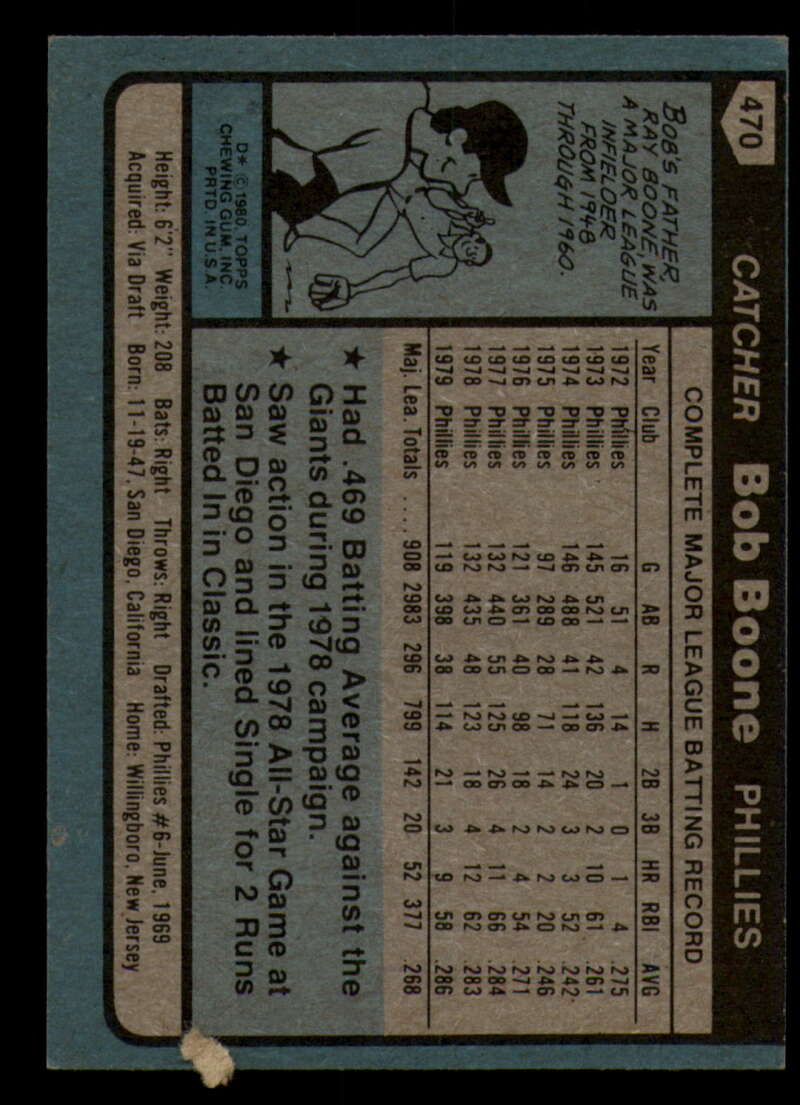 470
CATCHER Bob Boone PHILLIES
BOB'S FATHER,
RAY BOONE, WAS
A MAJOR LEAGUE
INFIELDER
FROM 1948
THROUGH 1960.
D* © 1980, TOPPS
CHEWING GUM, INC.
PRTD. IN U.S.A.
COMPLETE MAJOR LEAGUE BATTING RECORD
Year Club G AB R H 2B 3B HR RBI AVG
1972 Phillies 16 51 4 14 1 0 1 4 .275
1973 Phillies 145 521 42 136 20 2 10 61 .261
1974 Phillies 146 488 41 118 24 3 3 52 .242
1975 Phillies 97 289 28 71 14 2 2 20 .246
1976 Phillies 121 361 40 98 18 2 4 54 .271
1977 Phillies 132 440 55 125 26 4 11 66 .284
1978 Phillies 132 435 48 123 18 4 12 62 .283
1979 Phillies 119 398 38 114 21 3 9 58 .286
Maj. Lea. Totals .... 908 2983 296 799 142 20 52 377 .268
★ Had .469 Batting Average against the
Giants during 1978 campaign.
★ Saw action in the 1978 All-Star Game at
San Diego and lined Single for 2 Runs
Batted In in Classic.
Height: 6'2" Weight: 208 Bats: Right Throws: Right Drafted: Phillies #6-June, 1969
Acquired: Via Draft Born: 11-19-47, San Diego, California Home: Willingboro, New Jersey